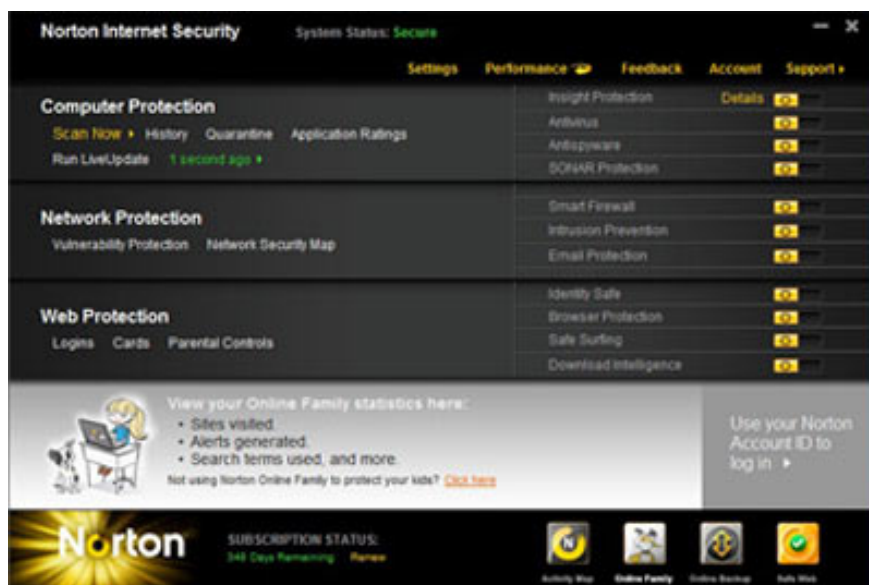 Norton Internet Security System Status: Secure
Settings Performance Feedback Account Support
Computer Protection
Scan Now History Quarantine Application Ratings
Run LiveUpdate 1 second ago
Insight Protection Details
Antivirus
Antispyware
SONAR Protection
Network Protection
Vulnerability Protection Network Security Map
Smart Firewall
Intrusion Prevention
Email Protection
Web Protection
Logins Cards Parental Controls
Identity Safe
Browser Protection
Safe Surfing
Download Intelligence
View your Online Family statistics here:
• Sites visited.
• Alerts generated.
• Search terms used, and more.
Not using Norton Online Family to protect your kids? Click here
Use your Norton
Account ID to
log in
Norton
SUBSCRIPTION STATUS:
348 Days Remaining Renew
Activity Map Online Family Online Backup Safe Web